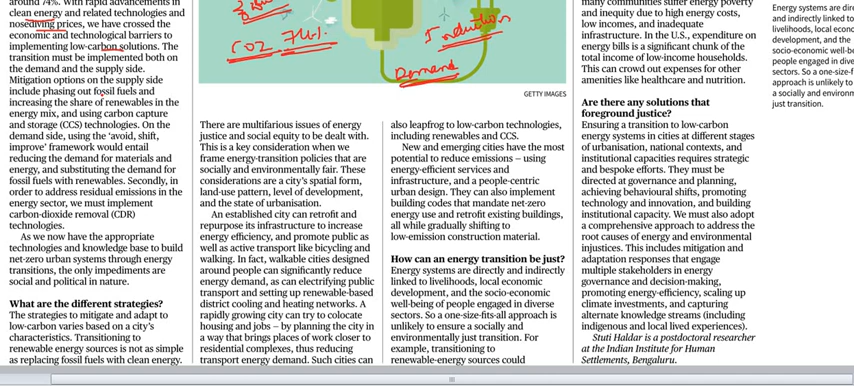 around 74%. With rapid advancements in
clean energy and related technologies and
nosediving prices, we have crossed the
economic and technological barriers to
implementing low-carbon solutions. The
transition must be implemented both on
the demand and the supply side.
Mitigation options on the supply side
include phasing out fossil fuels and
increasing the share of renewables in the
energy mix, and using carbon capture
and storage (CCS) technologies. On the
demand side, using the ‘avoid, shift,
improve’ framework would entail
reducing the demand for materials and
energy, and substituting the demand for
fossil fuels with renewables. Secondly, in
order to address residual emissions in the
energy sector, we must implement
carbon-dioxide removal (CDR)
technologies.
As we now have the appropriate
technologies and knowledge base to build
net-zero urban systems through energy
transitions, the only impediments are
social and political in nature.
What are the different strategies?
The strategies to mitigate and adapt to
low-carbon varies based on a city’s
characteristics. Transitioning to
renewable energy sources is not as simple
as replacing fossil fuels with clean energy.
CO2 74%.
Demand
GETTY IMAGES
There are multifarious issues of energy
justice and social equity to be dealt with.
This is a key consideration when we
frame energy-transition policies that are
socially and environmentally fair. These
considerations are a city’s spatial form,
land-use pattern, level of development,
and the state of urbanisation.
An established city can retrofit and
repurpose its infrastructure to increase
energy efficiency, and promote public as
well as active transport like bicycling and
walking. In fact, walkable cities designed
around people can significantly reduce
energy demand, as can electrifying public
transport and setting up renewable-based
district cooling and heating networks. A
rapidly growing city can try to colocate
housing and jobs – by planning the city in
a way that brings places of work closer to
residential complexes, thus reducing
transport energy demand. Such cities can
also leapfrog to low-carbon technologies,
including renewables and CCS.
New and emerging cities have the most
potential to reduce emissions – using
energy-efficient services and
infrastructure, and a people-centric
urban design. They can also implement
building codes that mandate net-zero
energy use and retrofit existing buildings,
all while gradually shifting to
low-emission construction material.
How can an energy transition be just?
Energy systems are directly and indirectly
linked to livelihoods, local economic
development, and the socio-economic
well-being of people engaged in diverse
sectors. So a one-size-fits-all approach is
unlikely to ensure a socially and
environmentally just transition. For
example, transitioning to
renewable-energy sources could
many communities suffer energy poverty
and inequity due to high energy costs,
low incomes, and inadequate
infrastructure. In the U.S., expenditure on
energy bills is a significant chunk of the
total income of low-income households.
This can crowd out expenses for other
amenities like healthcare and nutrition.
Are there any solutions that
foreground justice?
Ensuring a transition to low-carbon
energy systems in cities at different stages
of urbanisation, national contexts, and
institutional capacities requires strategic
and bespoke efforts. They must be
directed at governance and planning,
achieving behavioural shifts, promoting
technology and innovation, and building
institutional capacity. We must also adopt
a comprehensive approach to address the
root causes of energy and environmental
injustices. This includes mitigation and
adaptation responses that engage
multiple stakeholders in energy
governance and decision-making,
promoting energy-efficiency, scaling up
climate investments, and capturing
alternate knowledge streams (including
indigenous and local lived experiences).
Stuti Haldar is a postdoctoral researcher
at the Indian Institute for Human
Settlements, Bengaluru.
Energy systems are
and indirectly linked to
livelihoods, local
development, and the
socio-economic
people engaged in
sectors. So a
approach is unlikely to
a socially and
just transition.